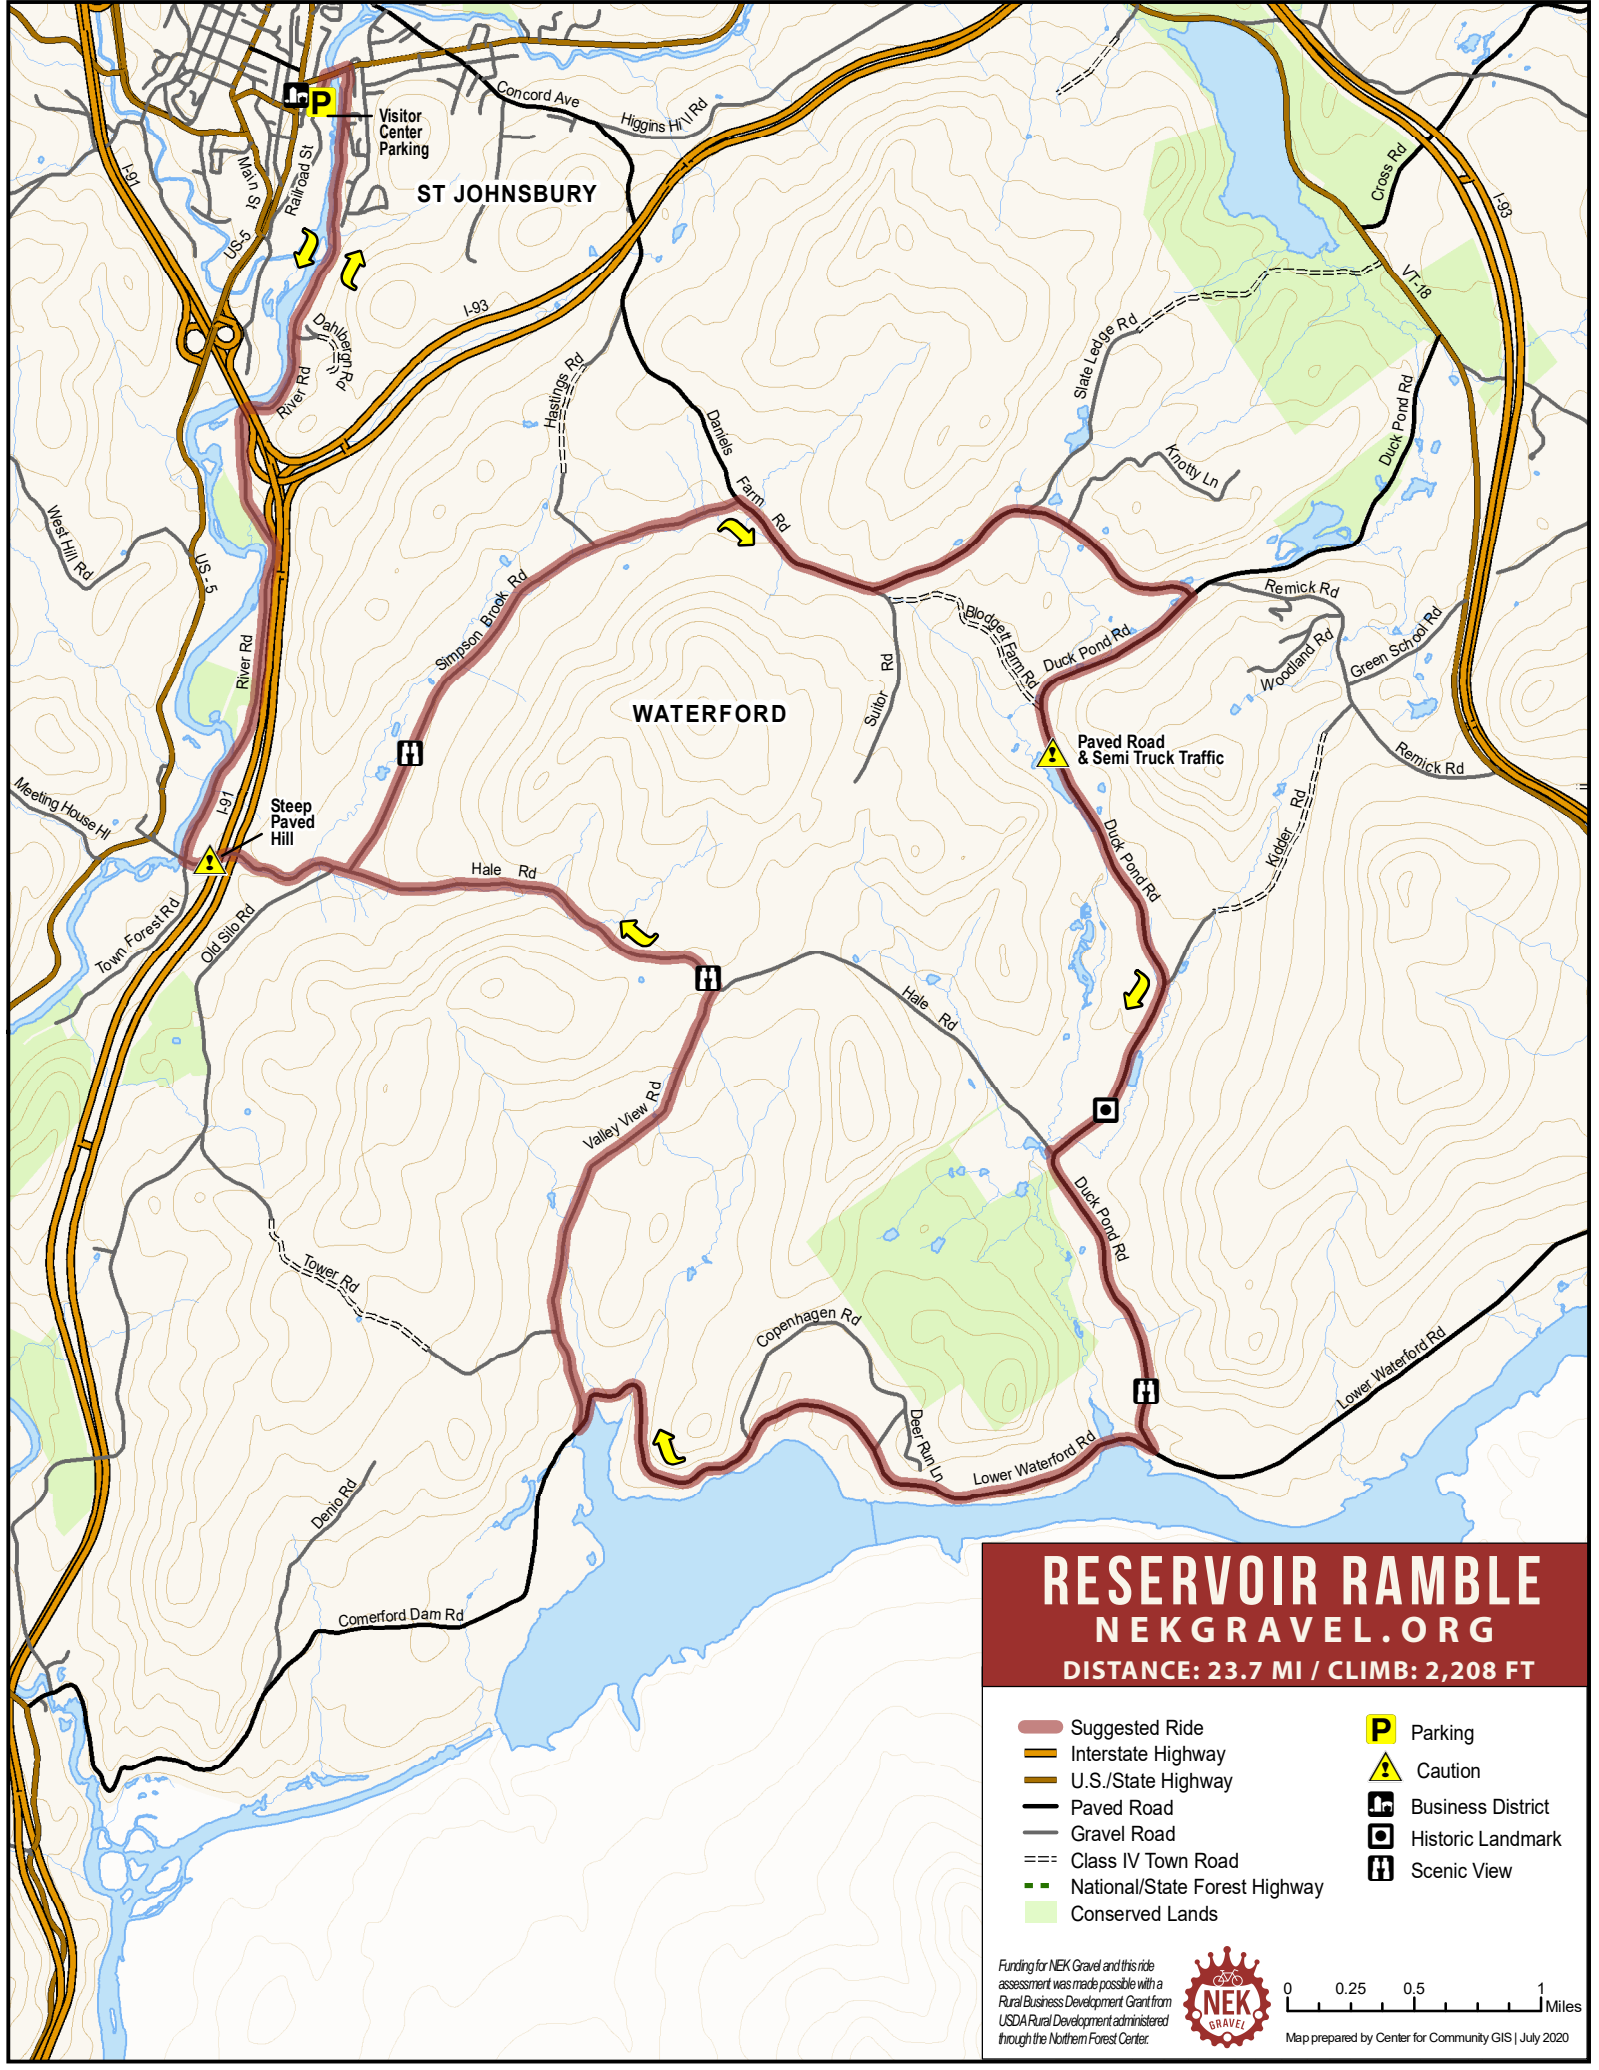 Concord Ave
Higgins Hill Rd
Visitor
Center
Parking
P
ST JOHNSBURY
I-91
Main St
Railroad St
US-5
Cross Rd
I-93
VT-18
I-93
Dahlbergn Rd
River Rd
Hastings Rd
Slate Ledge Rd
Daniels
Farm Rd
Duck Pond Rd
Knotty Ln
West Hill Rd
US - 5
Simpson Brook Rd
Remick Rd
Blodgett Farm Rd
Duck Pond Rd
Woodland Rd
Green School Rd
River Rd
Suitor Rd
WATERFORD
Paved Road
& Semi Truck Traffic
Remick Rd
Meeting House Hl
I-91
Steep
Paved
Hill
Kidder Rd
Duck Pond Rd
Hale Rd
Town Forest Rd
Old Silo Rd
Hale Rd
Valley View Rd
Duck Pond Rd
Tower Rd
Copenhagen Rd
Lower Waterford Rd
Deer Run Ln
Lower Waterford Rd
Denio Rd
Comerford Dam Rd
RESERVOIR RAMBLE
NEKGRAVEL.ORG
DISTANCE: 23.7 MI / CLIMB: 2,208 FT
Suggested Ride
Interstate Highway
U.S./State Highway
Paved Road
Gravel Road
Class IV Town Road
National/State Forest Highway
Conserved Lands
P Parking
Caution
Business District
Historic Landmark
Scenic View
Funding for NEK Gravel and this ride
assessment was made possible with a
Rural Business Development Grant from
USDA Rural Development administered
through the Northern Forest Center.
NEK
GRAVEL
0 0.25 0.5 1
Miles
Map prepared by Center for Community GIS | July 2020